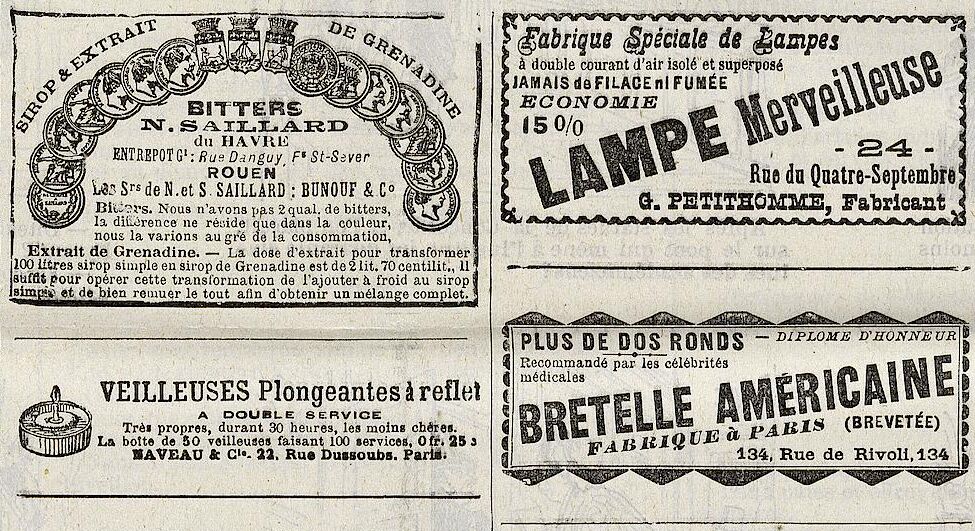 SIROP & EXTRAIT DE GRENADINE
BITTERS
N. SAILLARD
du HAVRE
ENTREPOT Gl: Rue Danguy, Fg St-Sever
ROUEN
Les Srs de N. et S. SAILLARD : BUNOUF & Co
Bitters. Nous n'avons pas 2 qual. de bitters,
la différence ne réside que dans la couleur,
nous la varions au gré de la consommation,
Extrait de Grenadine. — La dose d'extrait pour transformer
100 litres sirop simple en sirop de Grenadine est de 2 lit. 70 centilit., il
suffit pour opérer cette transformation de l'ajouter à froid au sirop
simple et de bien remuer le tout afin d'obtenir un mélange complet.
VEILLEUSES Plongeantes à reflet
A DOUBLE SERVICE
Très propres, durant 30 heures, les moins chères.
La boîte de 50 veilleuses faisant 100 services, 0 fr. 25
NAVEAU & Cie. 22, Rue Dussoubs. Paris.
Fabrique Spéciale de Lampes
à double courant d'air isolé et superposé
JAMAIS de FILAGE ni FUMÉE
ECONOMIE
15 0/0
LAMPE Merveilleuse
- 24 -
Rue du Quatre-Septembre
G. PETITHOMME, Fabricant
PLUS DE DOS RONDS — DIPLOME D'HONNEUR
Recommandé par les célébrités
médicales
BRETELLE AMÉRICAINE
FABRIQUE à PARIS (BREVETÉE)
134, Rue de Rivoli, 134